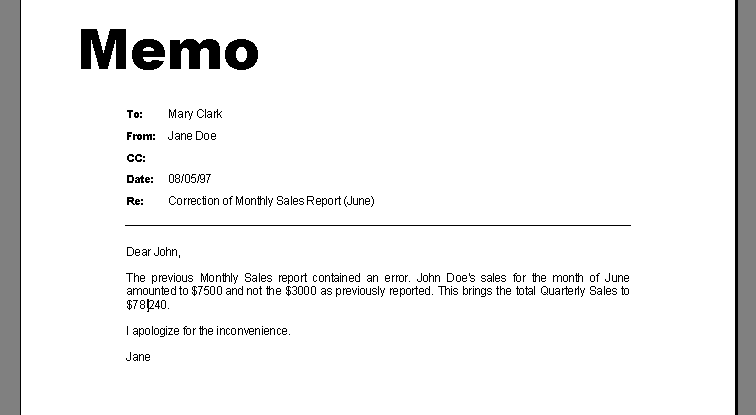 Memo
To: Mary Clark
From: Jane Doe
CC:
Date: 08/05/97
Re: Correction of Monthly Sales Report (June)
Dear John,
The previous Monthly Sales report contained an error. John Doe's sales for the month of June
amounted to $7500 and not the $3000 as previously reported. This brings the total Quarterly Sales to
$78240.
I apologize for the inconvenience.
Jane